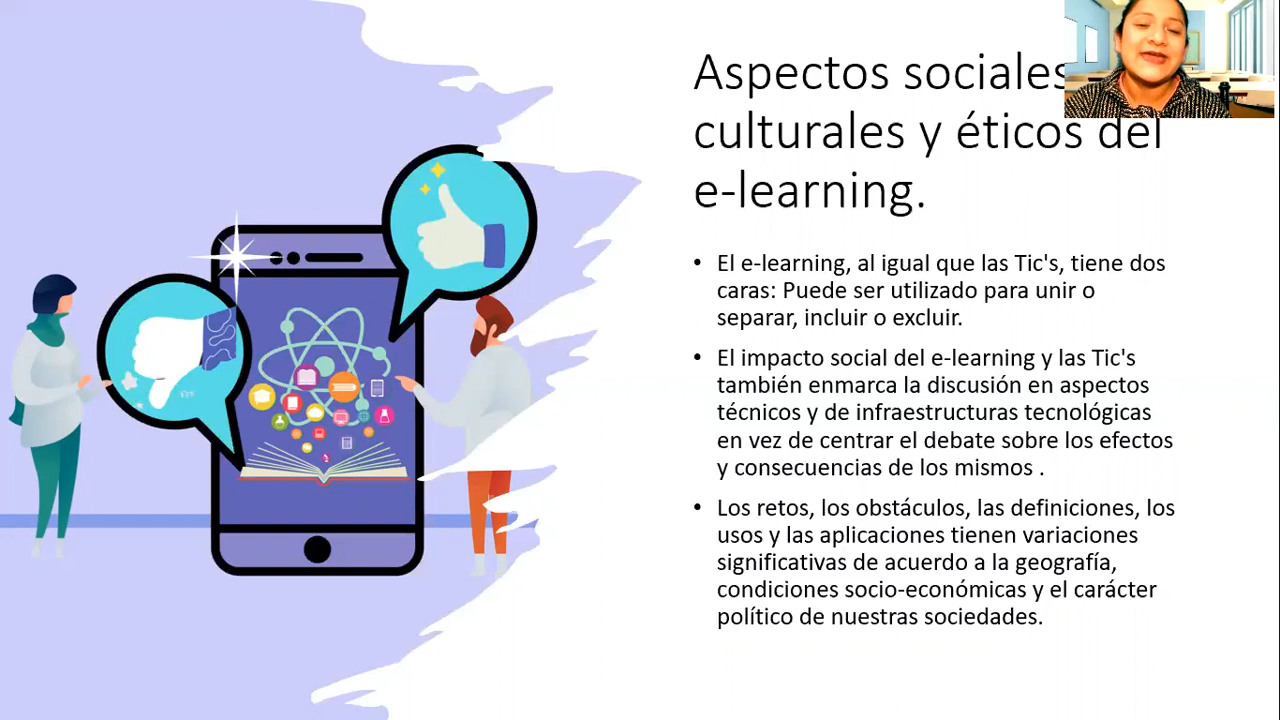 Aspectos sociales
culturales y éticos del
e-learning.
• El e-learning, al igual que las Tic's, tiene dos
caras: Puede ser utilizado para unir o
separar, incluir o excluir.
• El impacto social del e-learning y las Tic's
también enmarca la discusión en aspectos
técnicos y de infraestructuras tecnológicas
en vez de centrar el debate sobre los efectos
y consecuencias de los mismos .
• Los retos, los obstáculos, las definiciones, los
usos y las aplicaciones tienen variaciones
significativas de acuerdo a la geografía,
condiciones socio-económicas y el carácter
político de nuestras sociedades.